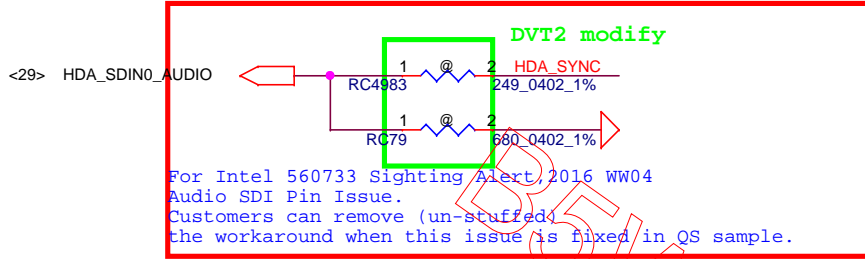 DVT2 modify
<29> HDA_SDIN0_AUDIO
1 @ 2 HDA_SYNC
RC4983 249_0402_1%
1 @ 2
RC79 680_0402_1%
For Intel 560733 Sighting Alert,2016 WW04
Audio SDI Pin Issue.
Customers can remove (un-stuffed)
the workaround when this issue is fixed in QS sample.